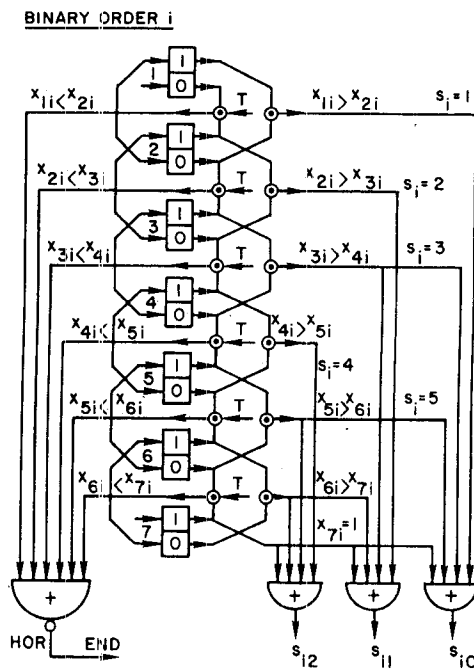 BINARY ORDER i
1 1
0
x1i<x2i T x1i>x2i si=1
1
2 0
x2i<x3i T x2i>x3i si=2
1
3 0
x3i<x4i T x3i>x4i si=3
4 1
0
x4i<x5i T x4i>x5i
si=4
5 1
0
x5i<x6i T x5i>x6i si=5
1
6 0
x6i<x7i T x6i>x7i
1
7 0
x7i=1
+ + + +
HOR END
si2 si1 si0